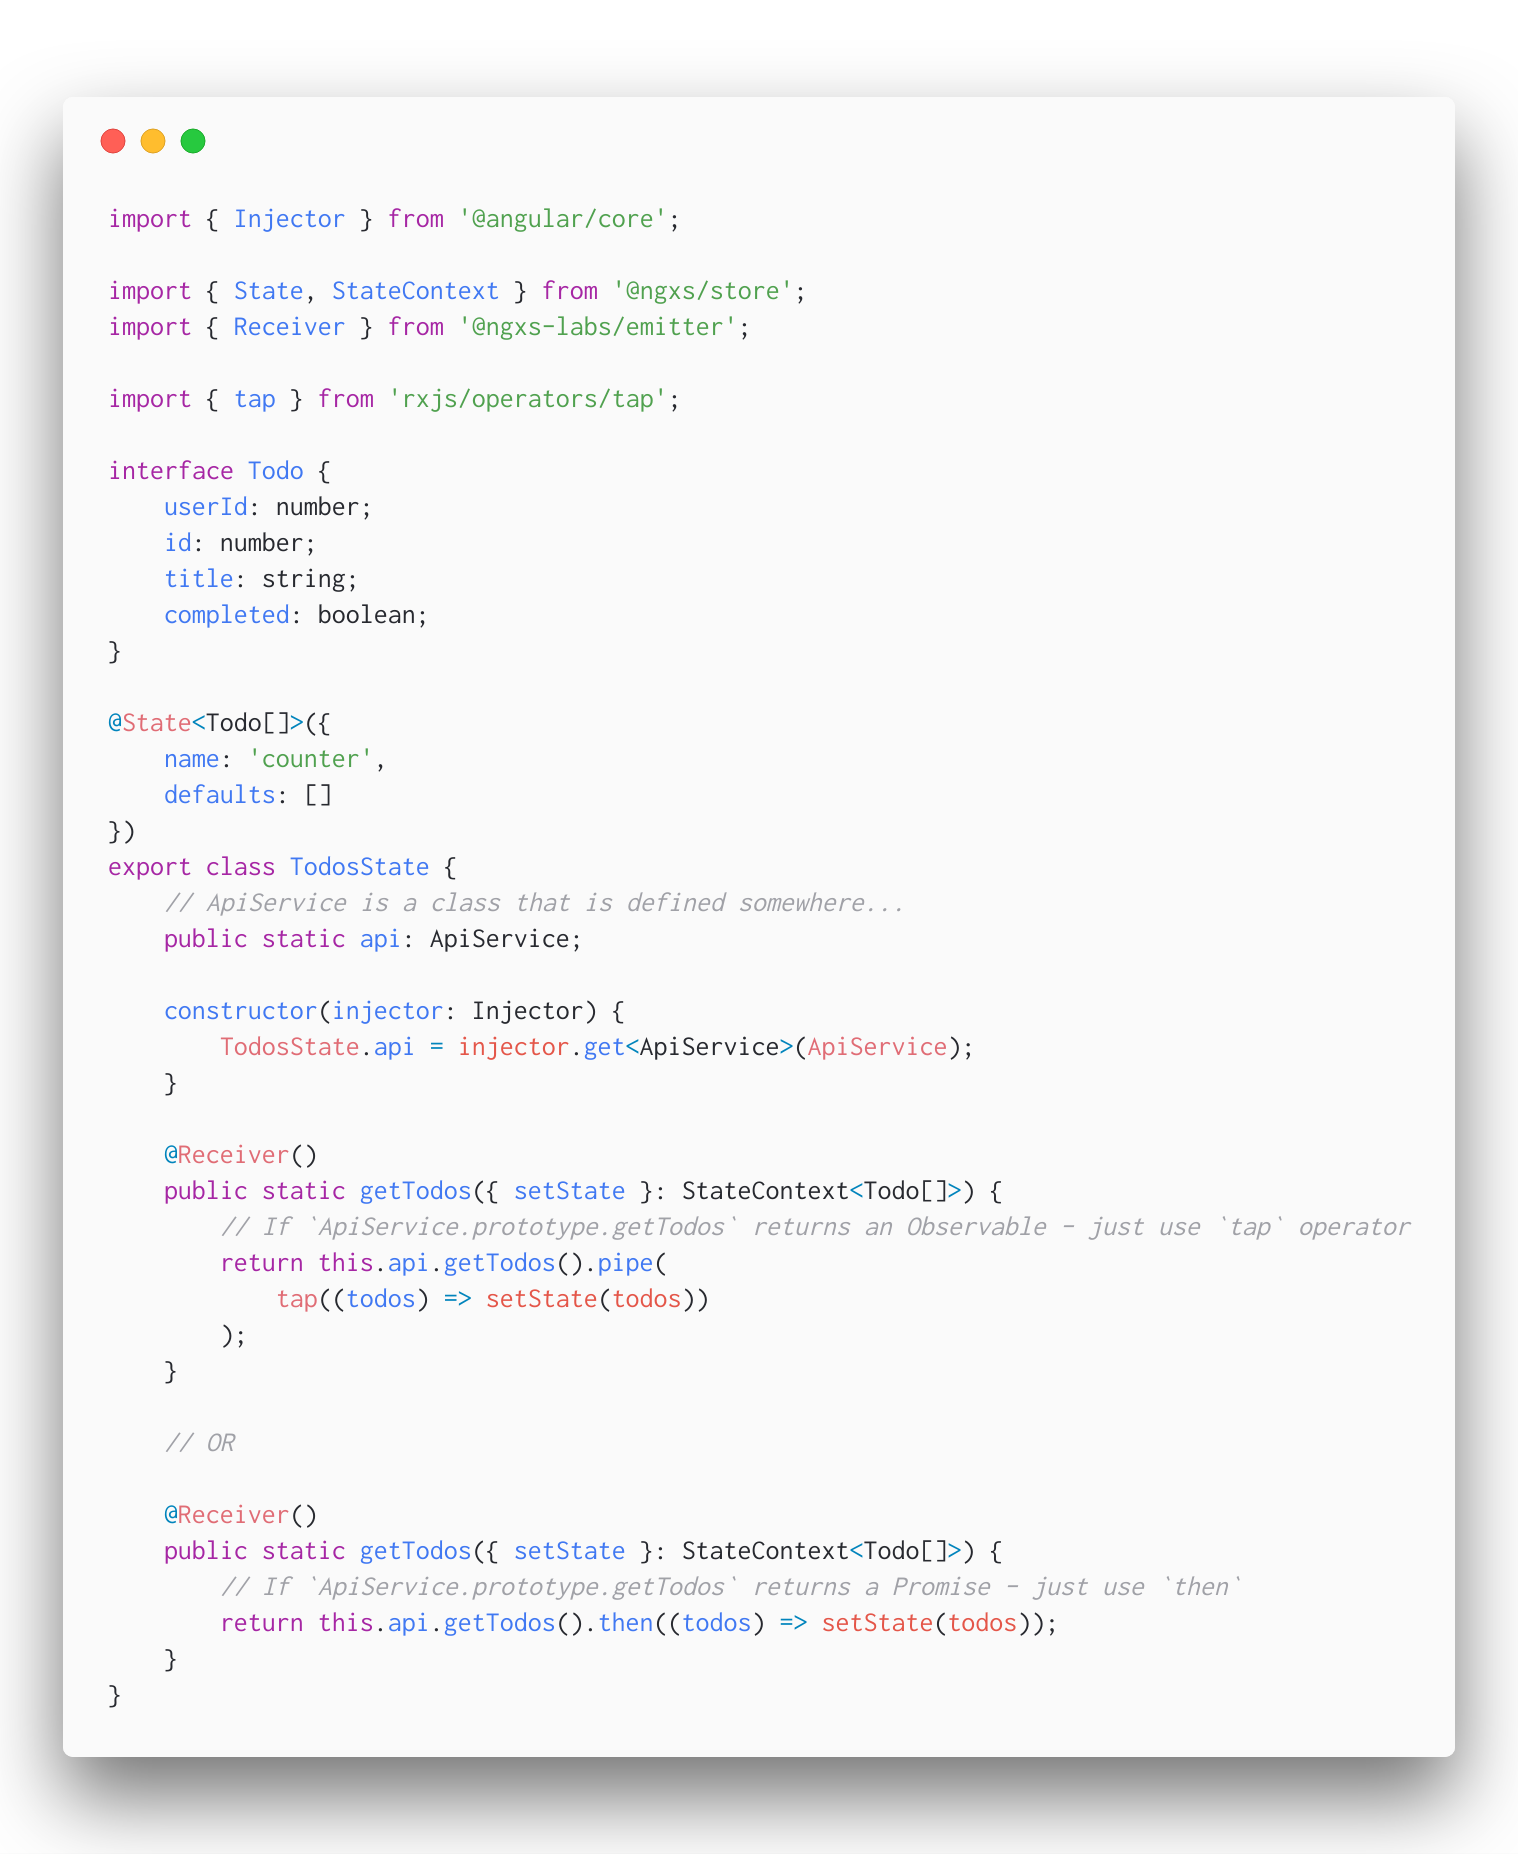 import { Injector } from '@angular/core';

import { State, StateContext } from '@ngxs/store';
import { Receiver } from '@ngxs-labs/emitter';

import { tap } from 'rxjs/operators/tap';

interface Todo {
    userId: number;
    id: number;
    title: string;
    completed: boolean;
}

@State<Todo[]>({
    name: 'counter',
    defaults: []
})
export class TodosState {
    // ApiService is a class that is defined somewhere...
    public static api: ApiService;

    constructor(injector: Injector) {
        TodosState.api = injector.get<ApiService>(ApiService);
    }

    @Receiver()
    public static getTodos({ setState }: StateContext<Todo[]>) {
        // If `ApiService.prototype.getTodos` returns an Observable - just use `tap` operator
        return this.api.getTodos().pipe(
            tap((todos) => setState(todos))
        );
    }

    // OR

    @Receiver()
    public static getTodos({ setState }: StateContext<Todo[]>) {
        // If `ApiService.prototype.getTodos` returns a Promise - just use `then`
        return this.api.getTodos().then((todos) => setState(todos));
    }
}